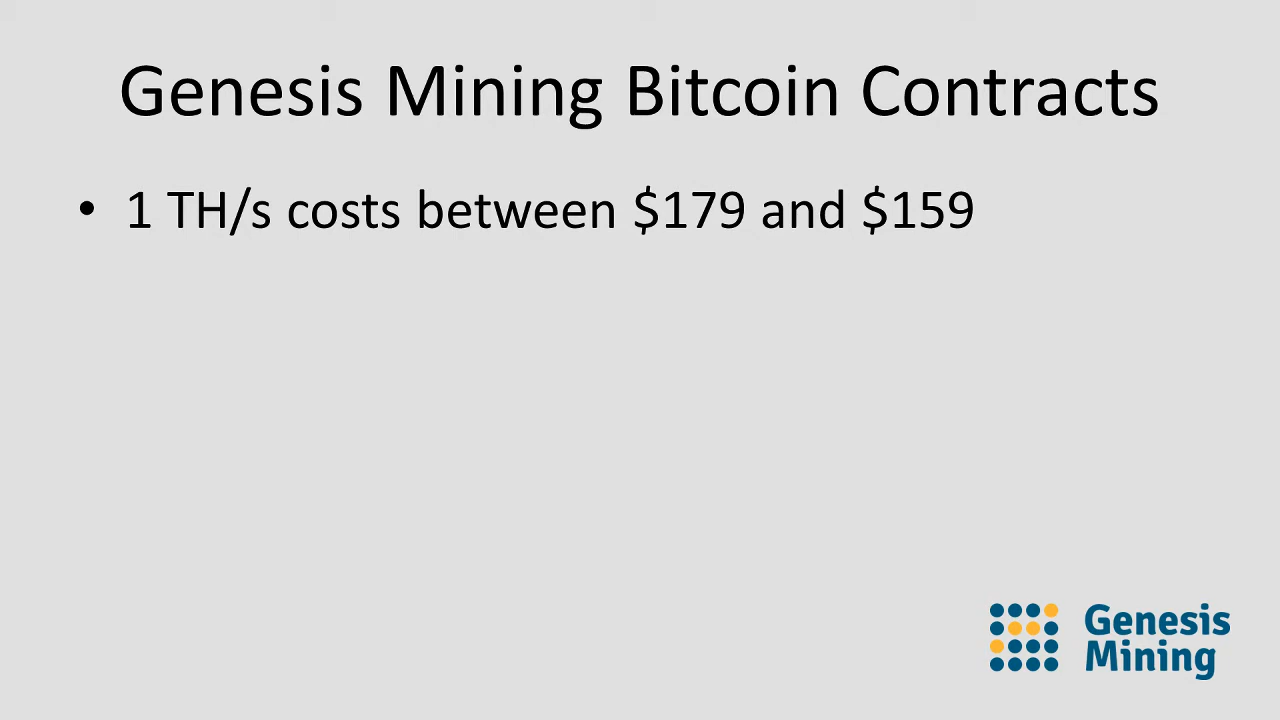 Genesis Mining Bitcoin Contracts
• 1 TH/s costs between $179 and $159
Genesis
Mining